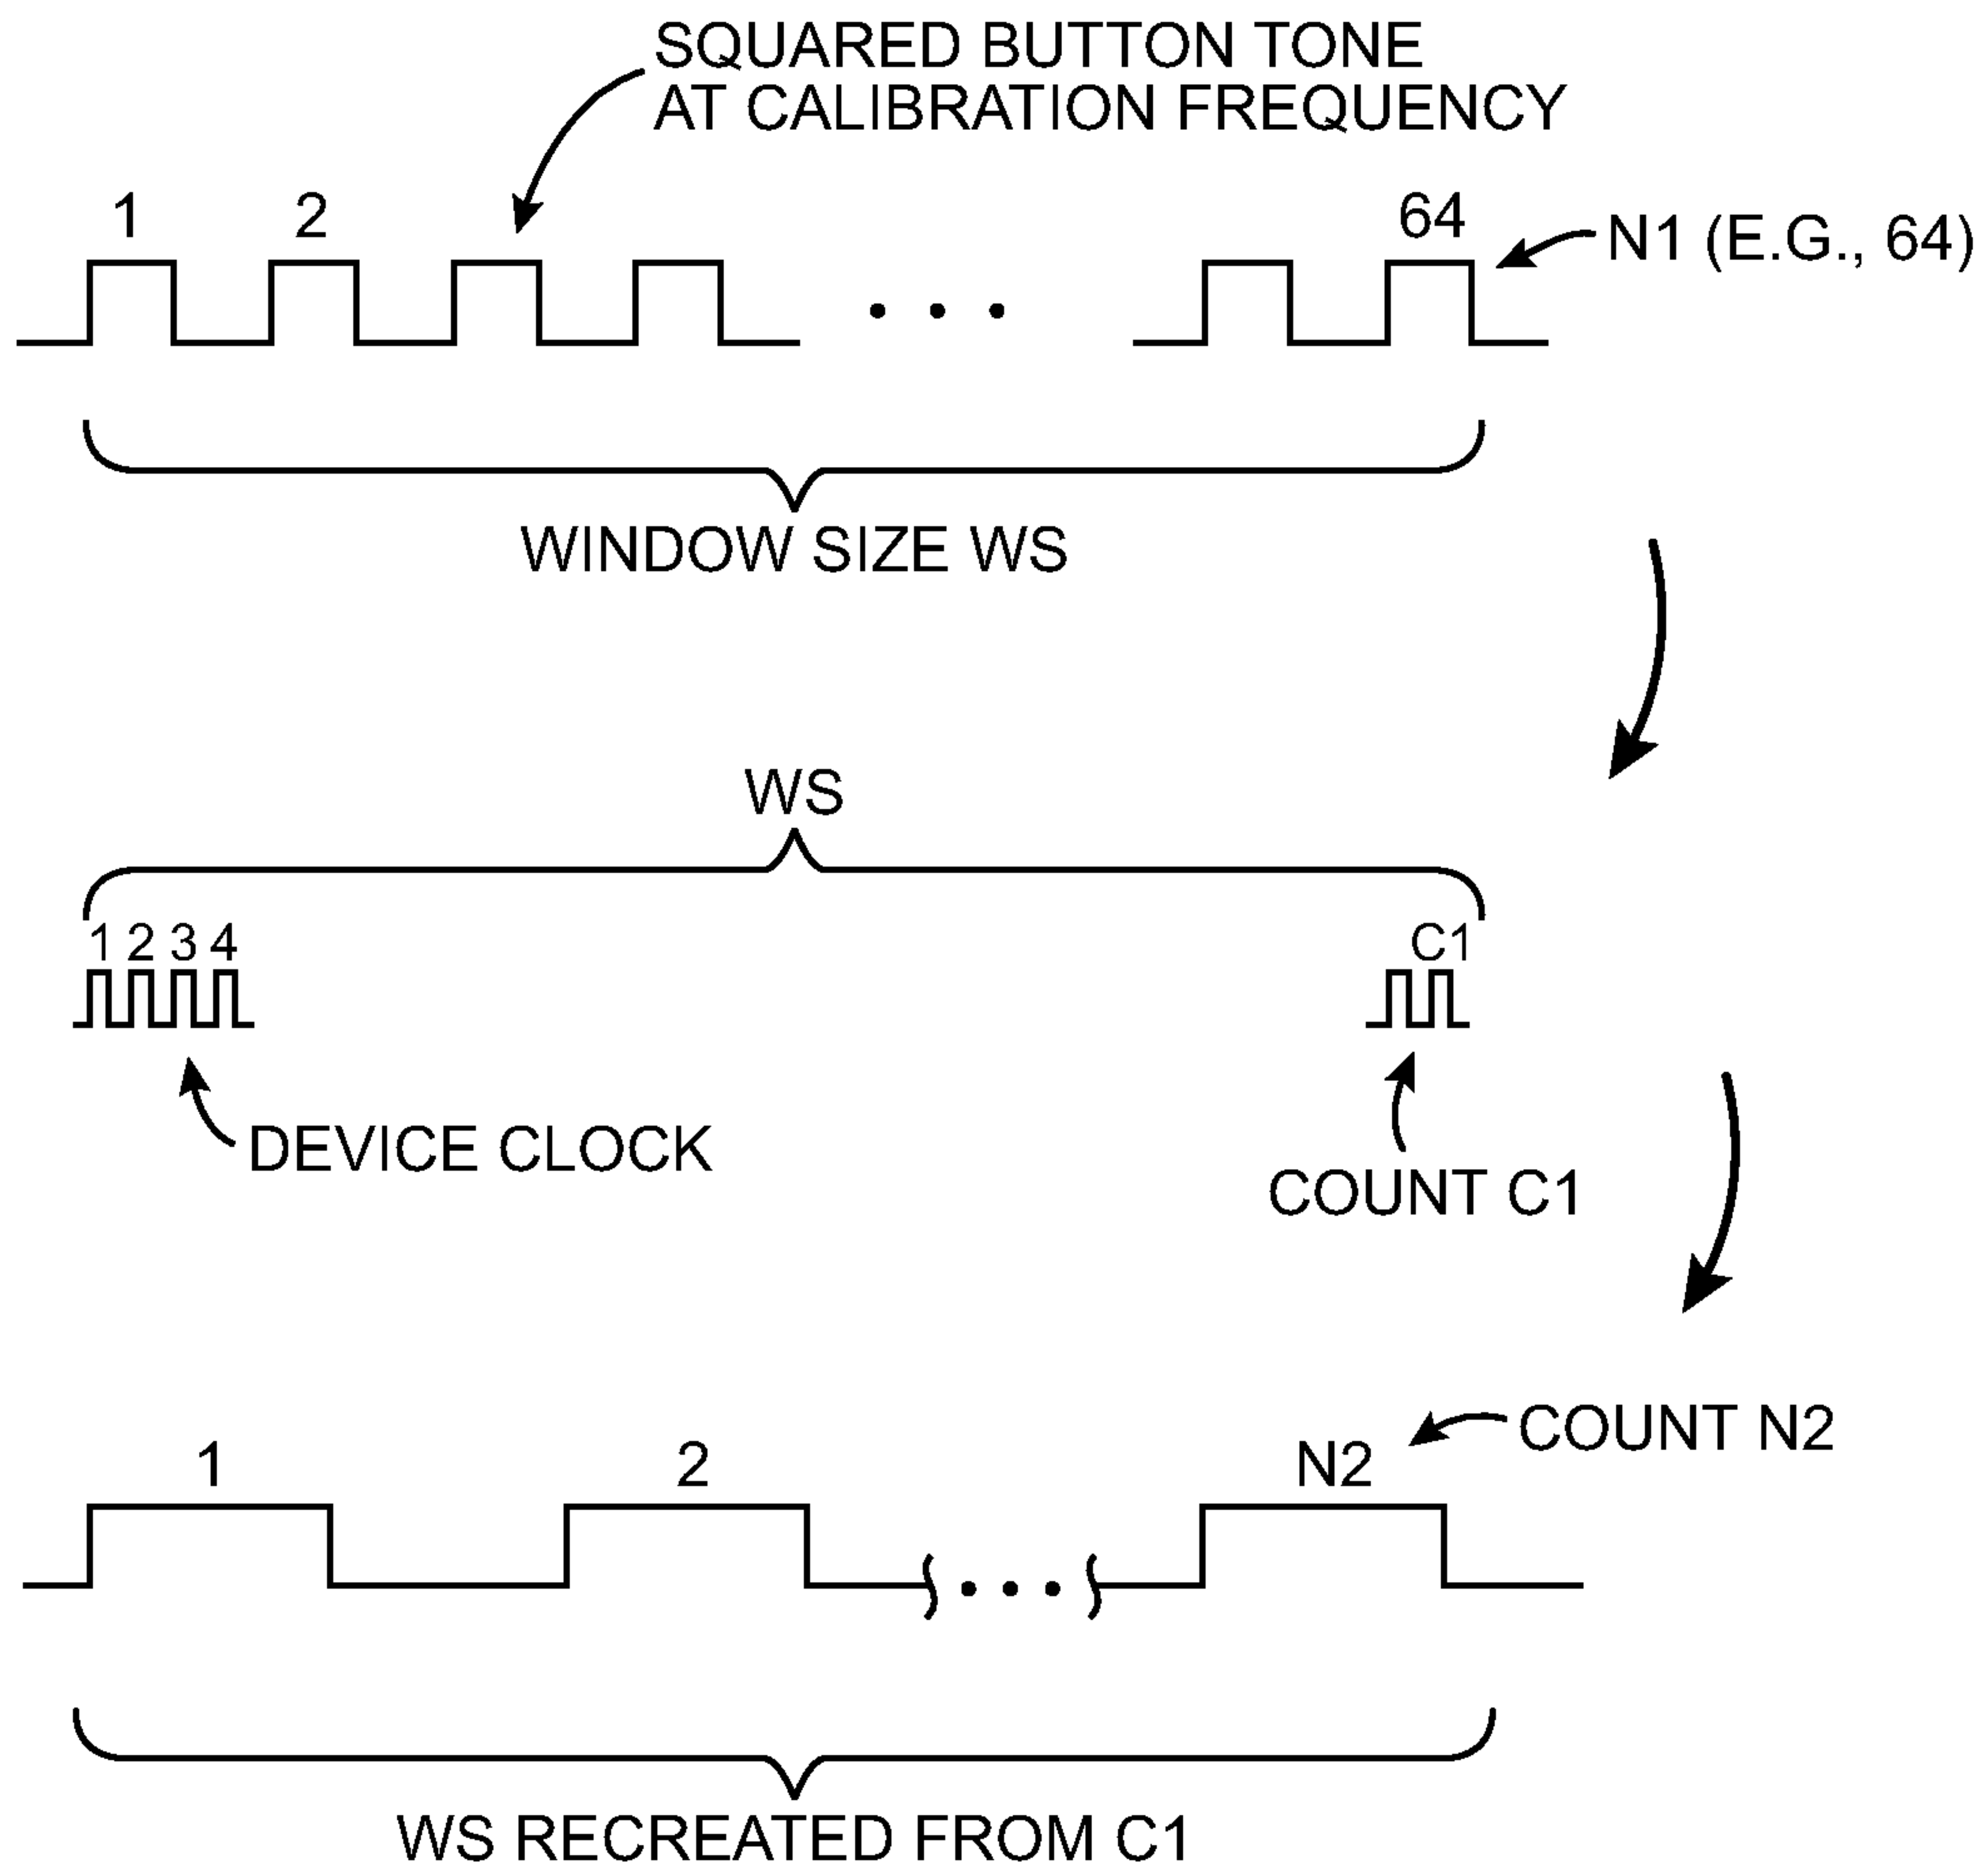 SQUARED BUTTON TONE
AT CALIBRATION FREQUENCY
1 2 64
N1 (E.G., 64)
WINDOW SIZE WS
WS
1 2 3 4 C1
DEVICE CLOCK
COUNT C1
COUNT N2
1 2 N2
WS RECREATED FROM C1